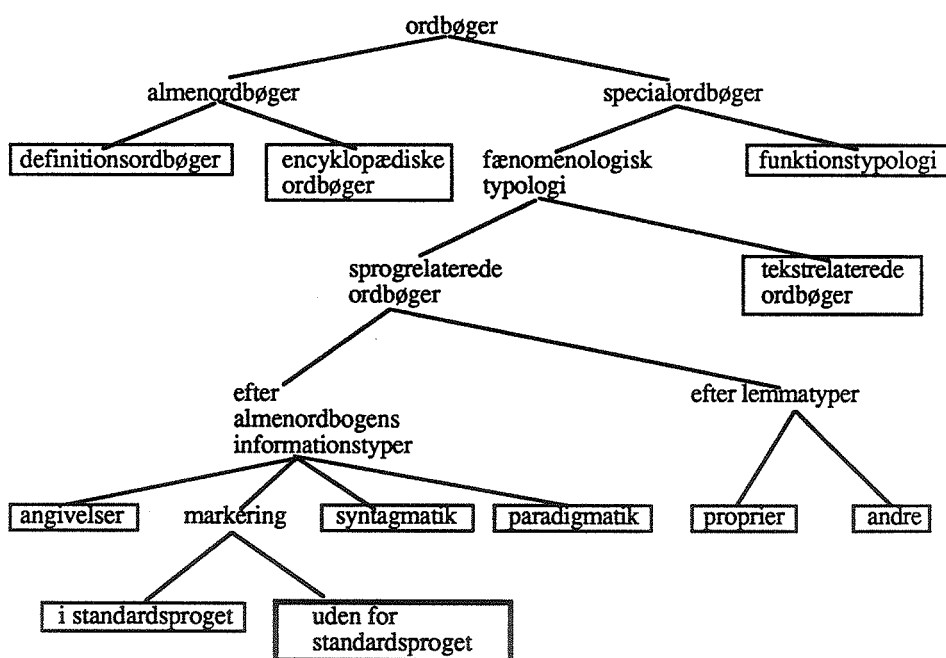 ordbøger
almenordbøger
specialordbøger
definitionsordbøger
encyklopædiske
ordbøger
fænomenologisk
typologi
funktionstypologi
sprogrelaterede
ordbøger
tekstrelaterede
ordbøger
efter
almenordbogens
informationstyper
efter lemmatyper
angivelser
markering
syntagmatik
paradigmatik
proprier
andre
i standardsproget
uden for
standardsproget